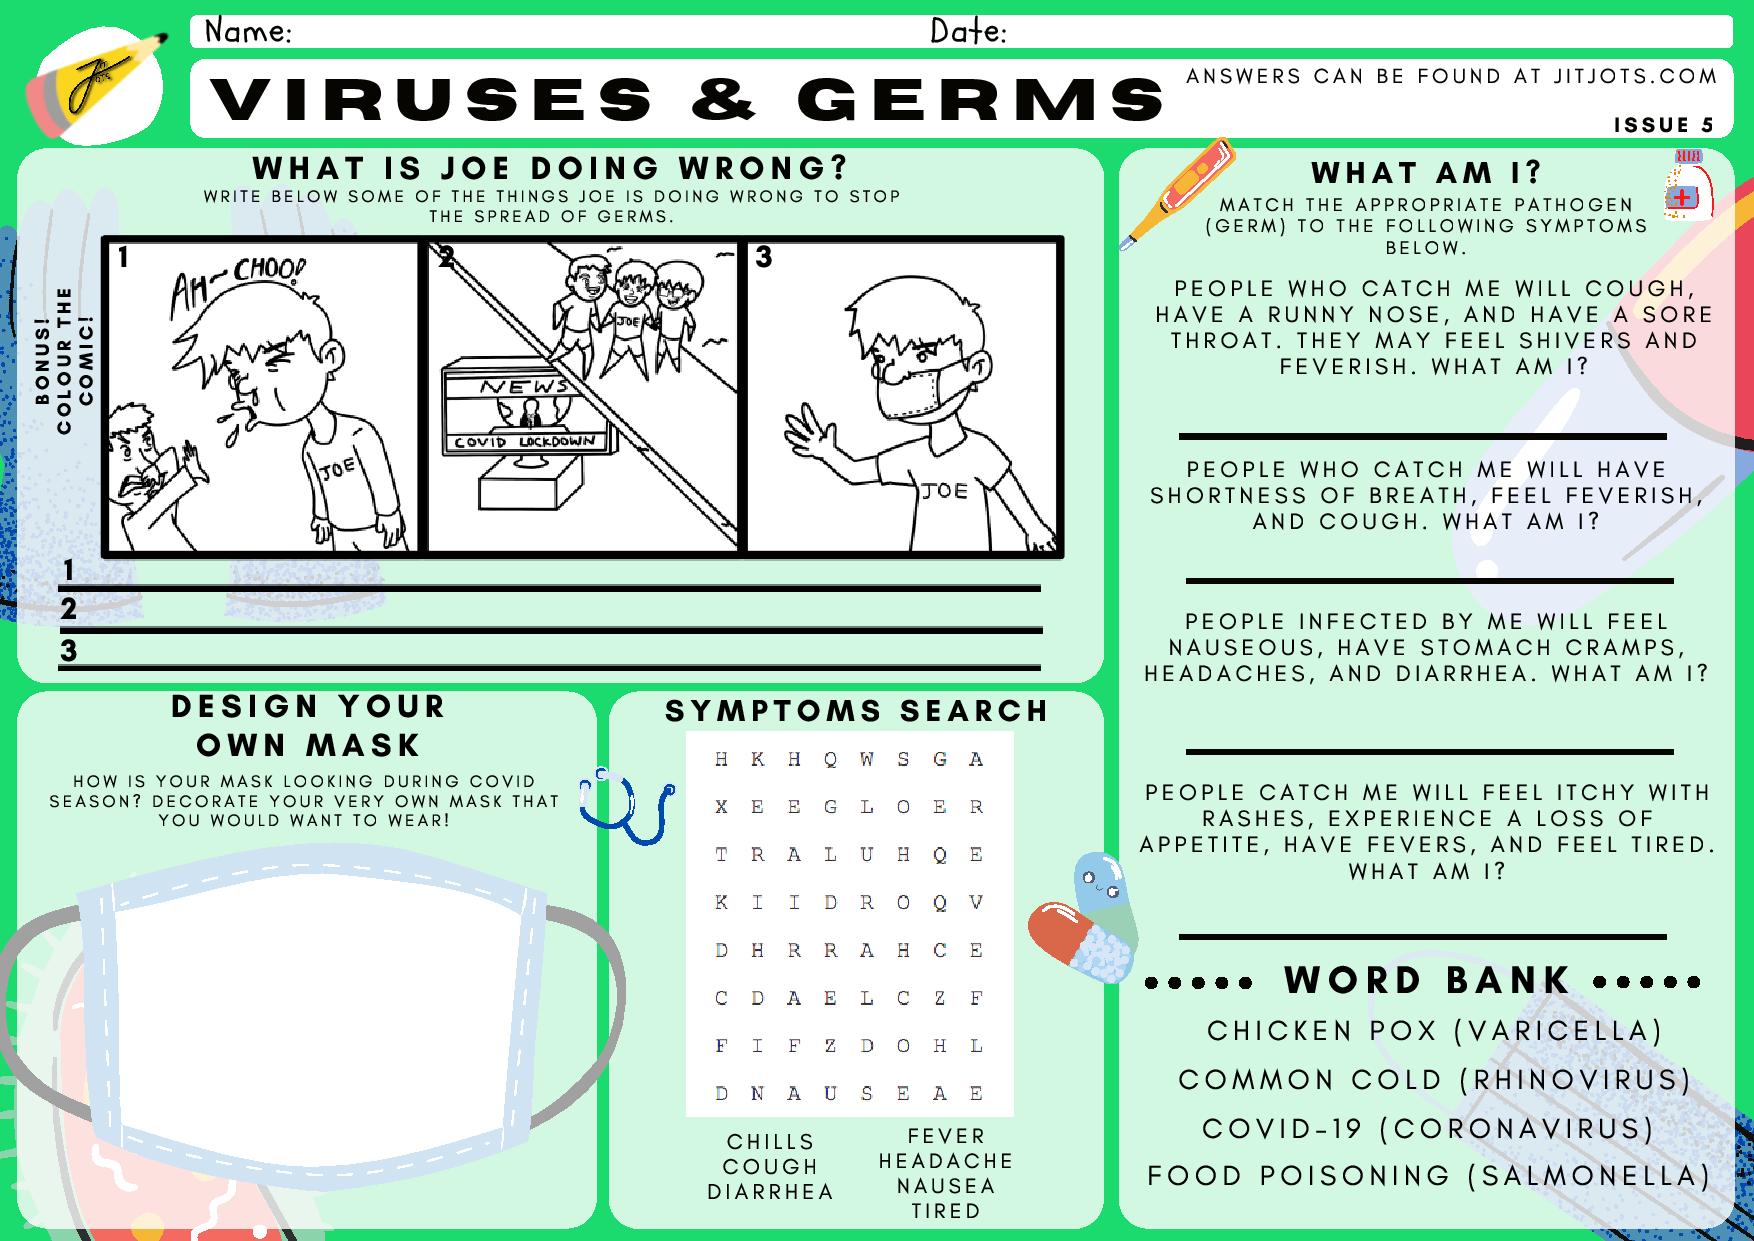 Name:
Date:
VIRUSES & GERMS
ANSWERS CAN BE FOUND AT JITJOTS.COM
ISSUE 5
WHAT IS JOE DOING WRONG?
WRITE BELOW SOME OF THE THINGS JOE IS DOING WRONG TO STOP
THE SPREAD OF GERMS.
BONUS!
COLOUR THE
COMIC!
1
AH-CHOO!
JOE
2
JOE
NEWS
COVID LOCKDOWN
3
JOE
1
2
3
DESIGN YOUR
OWN MASK
HOW IS YOUR MASK LOOKING DURING COVID
SEASON? DECORATE YOUR VERY OWN MASK THAT
YOU WOULD WANT TO WEAR!
SYMPTOMS SEARCH
H K H Q W S G A
X E E G L O E R
T R A L U H Q E
K I I D R O Q V
D H R R A H C E
C D A E L C Z F
F I F Z D O H L
D N A U S E A E
CHILLS
COUGH
DIARRHEA
FEVER
HEADACHE
NAUSEA
TIRED
WHAT AM I?
MATCH THE APPROPRIATE PATHOGEN
(GERM) TO THE FOLLOWING SYMPTOMS
BELOW.
PEOPLE WHO CATCH ME WILL COUGH,
HAVE A RUNNY NOSE, AND HAVE A SORE
THROAT. THEY MAY FEEL SHIVERS AND
FEVERISH. WHAT AM I?
PEOPLE WHO CATCH ME WILL HAVE
SHORTNESS OF BREATH, FEEL FEVERISH,
AND COUGH. WHAT AM I?
PEOPLE INFECTED BY ME WILL FEEL
NAUSEOUS, HAVE STOMACH CRAMPS,
HEADACHES, AND DIARRHEA. WHAT AM I?
PEOPLE CATCH ME WILL FEEL ITCHY WITH
RASHES, EXPERIENCE A LOSS OF
APPETITE, HAVE FEVERS, AND FEEL TIRED.
WHAT AM I?
WORD BANK
CHICKEN POX (VARICELLA)
COMMON COLD (RHINOVIRUS)
COVID-19 (CORONAVIRUS)
FOOD POISONING (SALMONELLA)